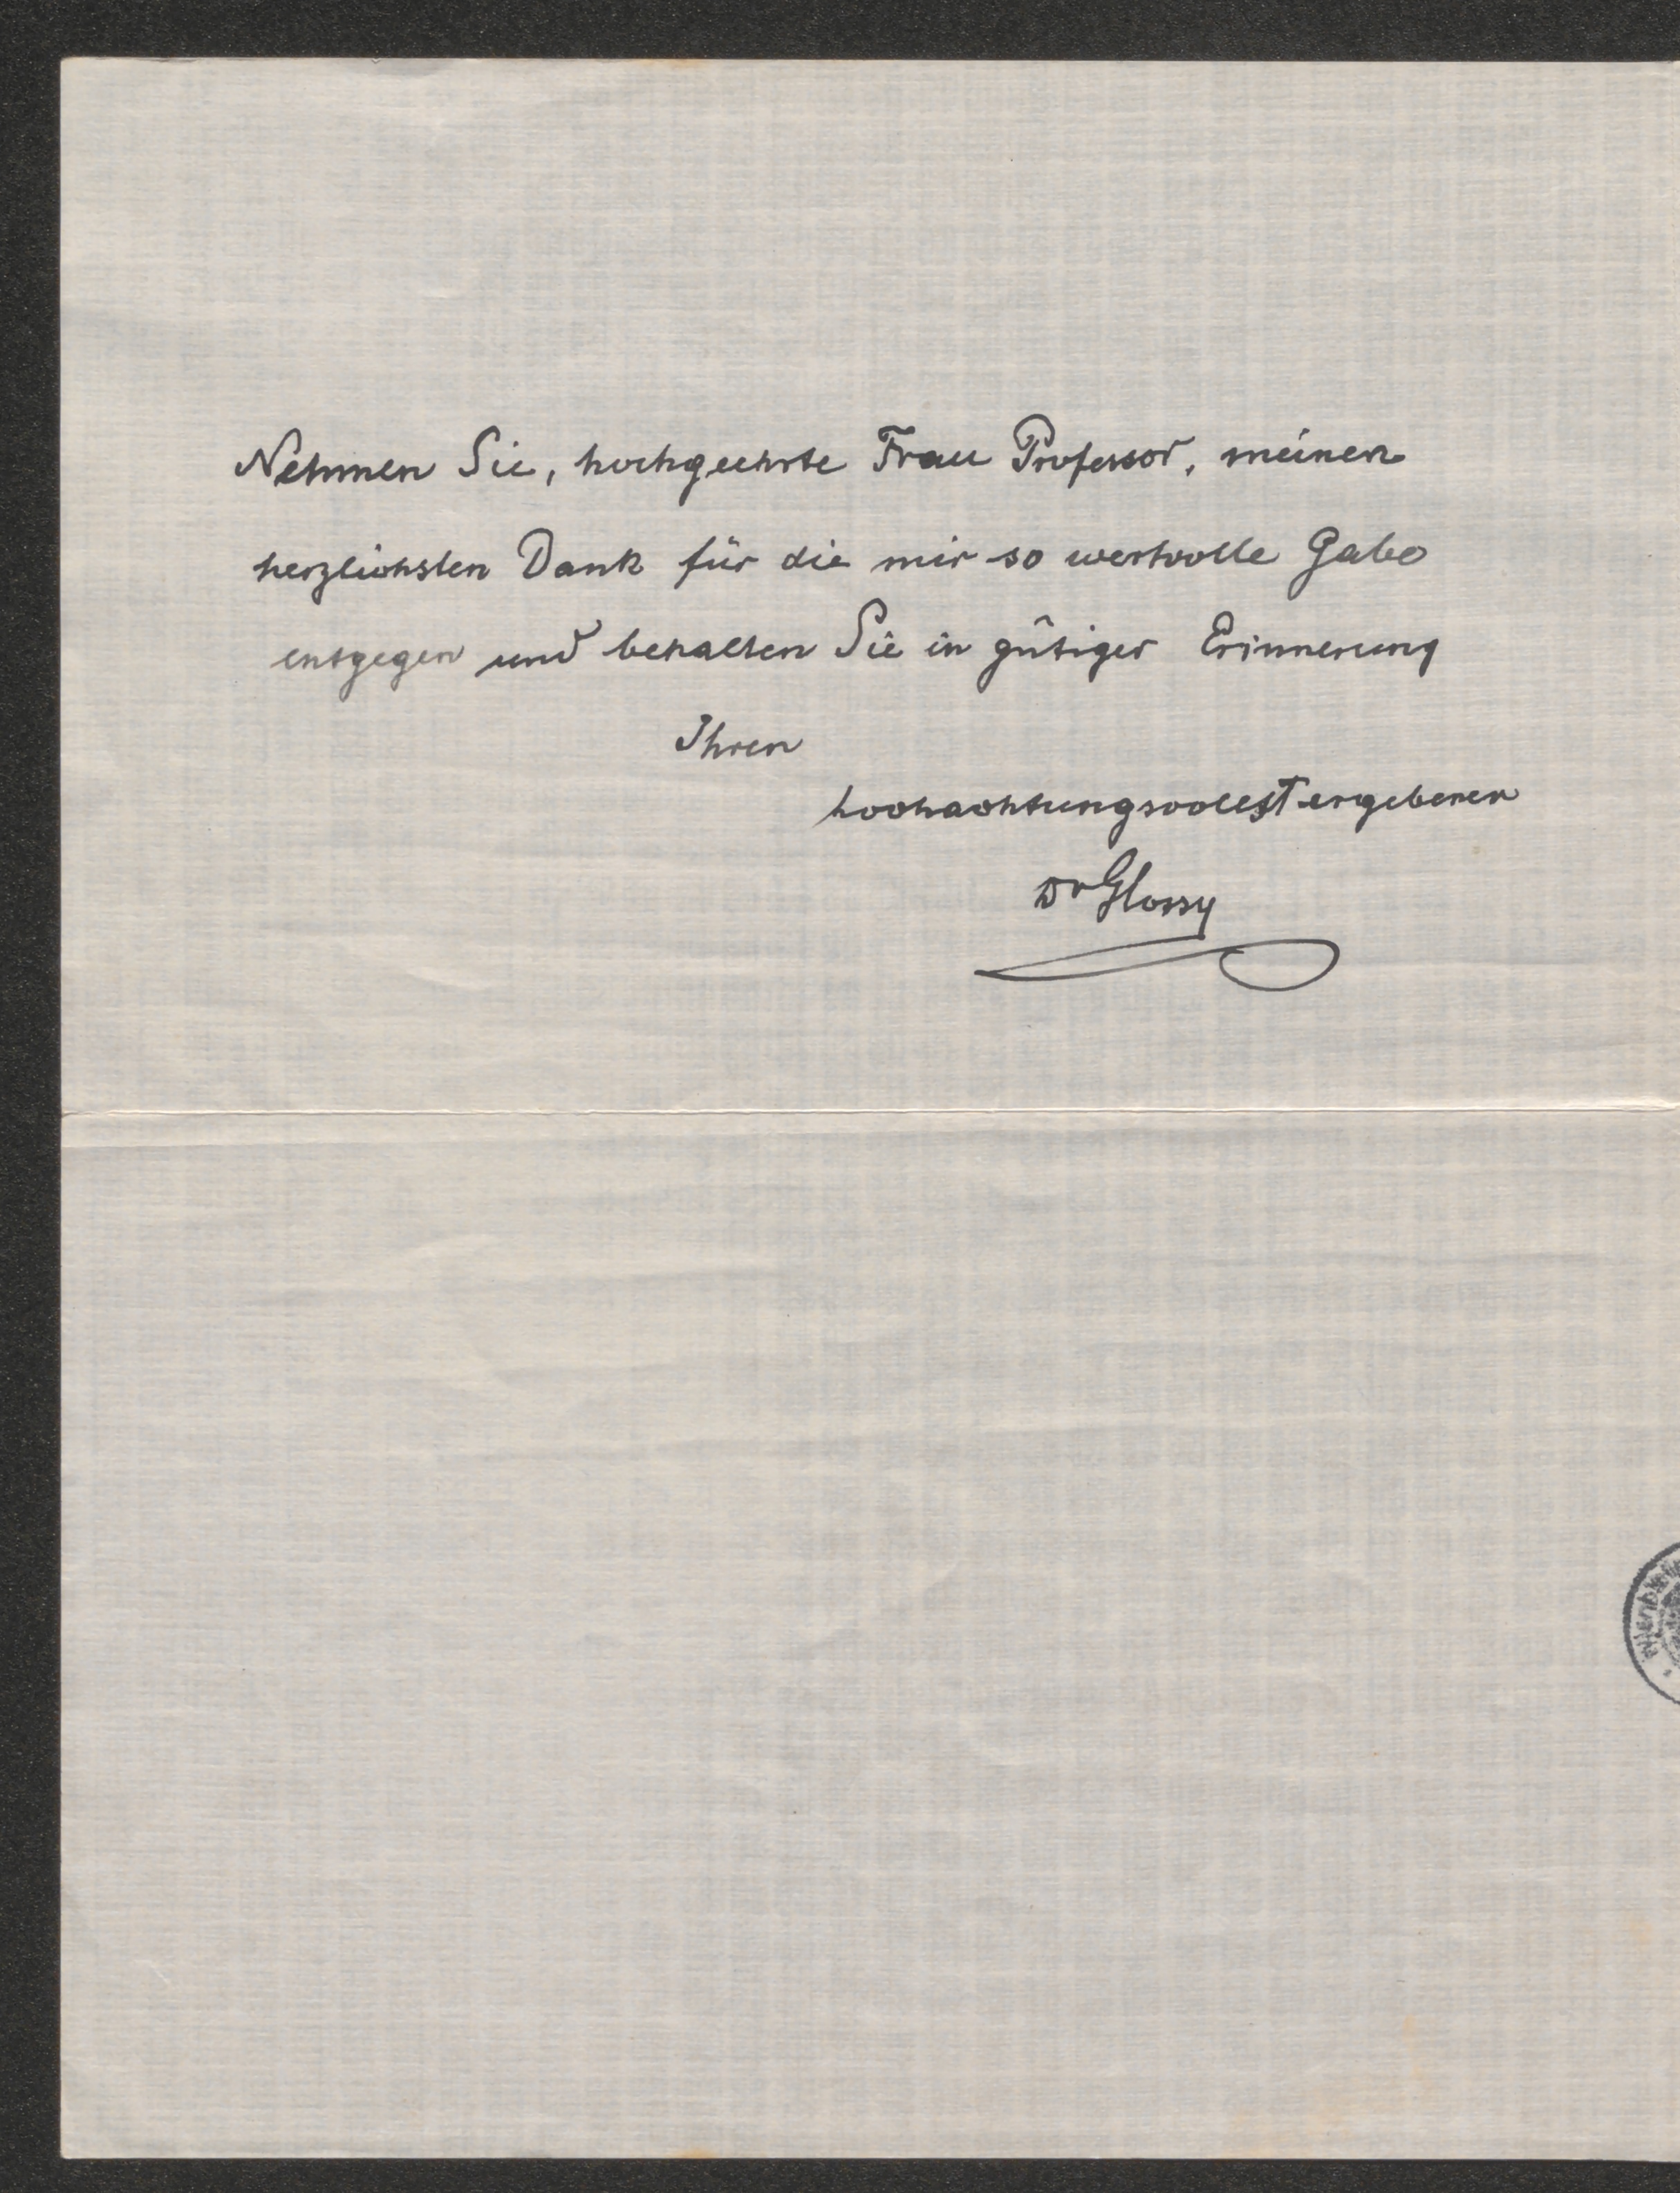 Nehmen Sie, hochgeehrte Frau Professor, meinen
herzlichsten Dank für die mir so wertvolle Gabe
entgegen und behalten Sie in gütiger Erinnerung
Ihren
hochachtungsvollst ergebenen
Dr Glossy